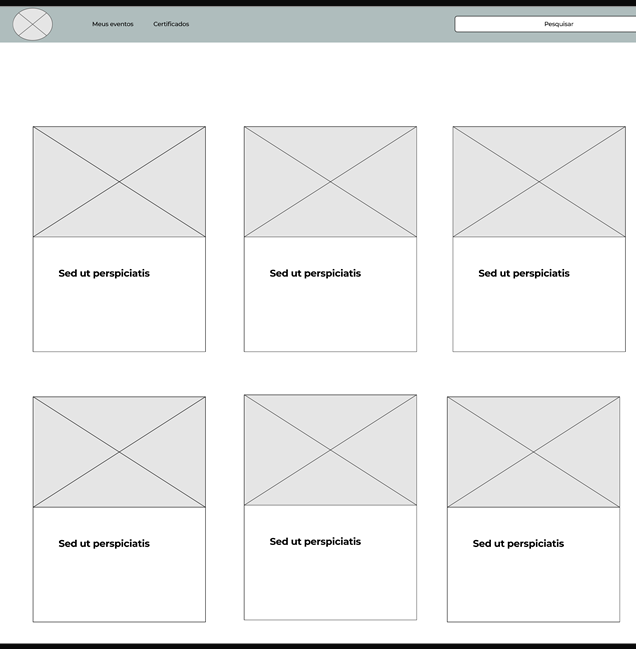 Meus eventos
Certificados
Pesquisar
Sed ut perspiciatis
Sed ut perspiciatis
Sed ut perspiciatis
Sed ut perspiciatis
Sed ut perspiciatis
Sed ut perspiciatis